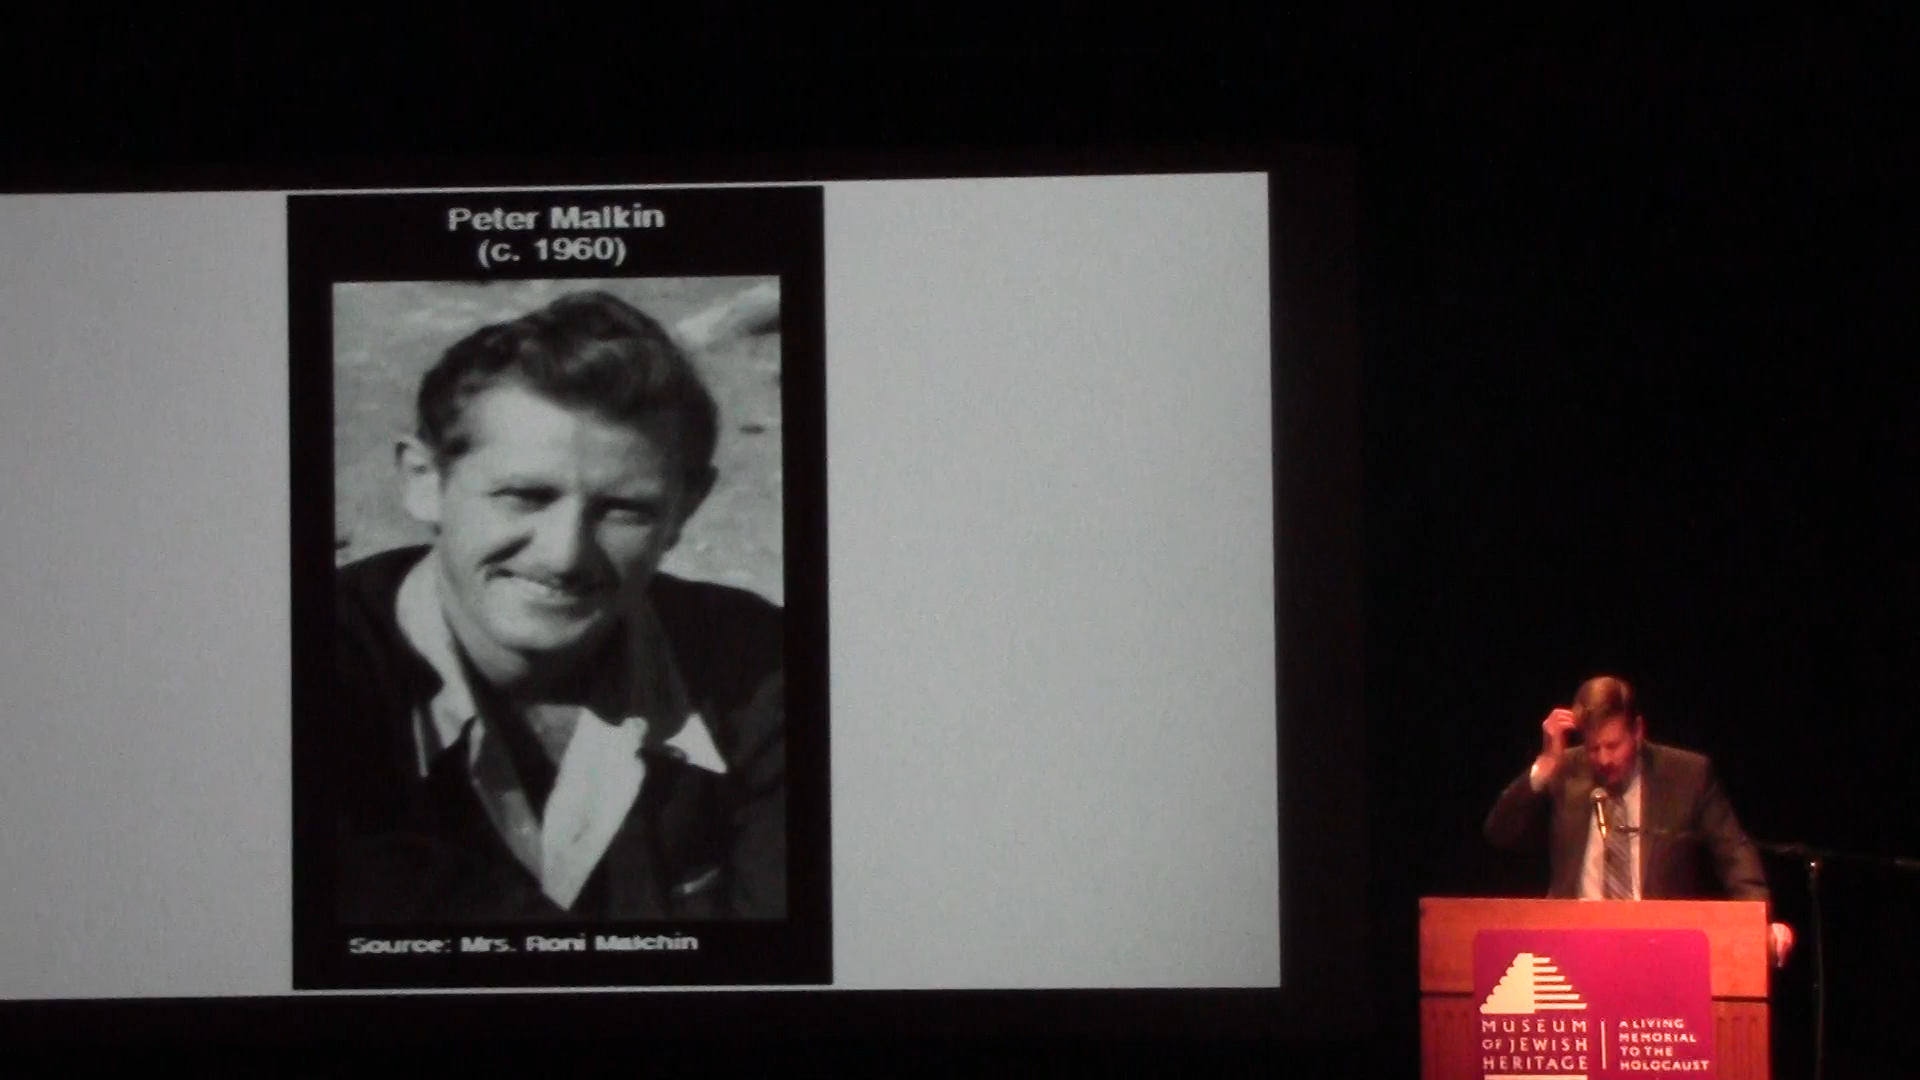 Peter Malkin
(c. 1960)
Source: Mrs. Roni Malchin
MUSEUM
OF JEWISH
HERITAGE
A LIVING
MEMORIAL
TO THE
HOLOCAUST